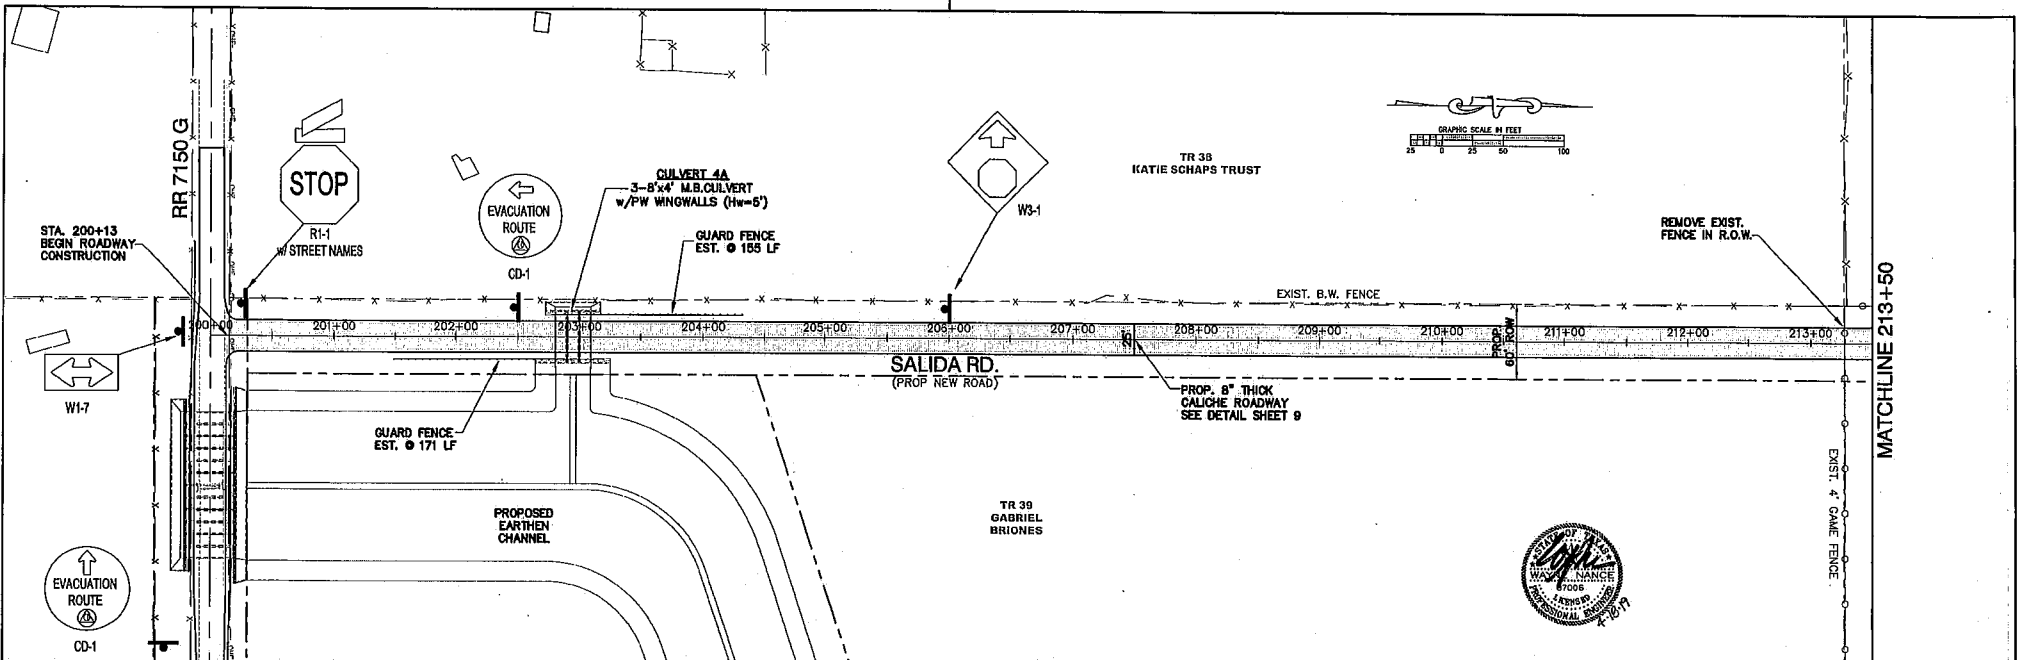 RR 7150 G
STOP
R1-1
w/ STREET NAMES
STA. 200+13
BEGIN ROADWAY
CONSTRUCTION
EVACUATION
ROUTE
CD-1
CULVERT 4A
3-8'x4' M.B.CULVERT
w/PW WINGWALLS (Hw=5')
GUARD FENCE
EST. @ 155 LF
W3-1
TR 38
KATIE SCHAPS TRUST
GRAPHIC SCALE IN FEET
25 0 25 50 100
REMOVE EXIST.
FENCE IN R.O.W.
EXIST. B.W. FENCE
MATCHLINE 213+50
200+00 201+00 202+00 203+00 204+00 205+00 206+00 207+00 208+00 209+00 210+00 211+00 212+00 213+00
25'
PROP.
60' ROW
SALIDA RD.
(PROP NEW ROAD)
PROP. 8" THICK
CALICHE ROADWAY
SEE DETAIL SHEET 9
W1-7
GUARD FENCE
EST. @ 171 LF
PROPOSED
EARTHEN
CHANNEL
TR 39
GABRIEL
BRIONES
EXIST. 4' GAME FENCE
EVACUATION
ROUTE
CD-1
STATE OF TEXAS
WAYNE NANCE
67006
LICENSED
PROFESSIONAL ENGINEER
4-18-19